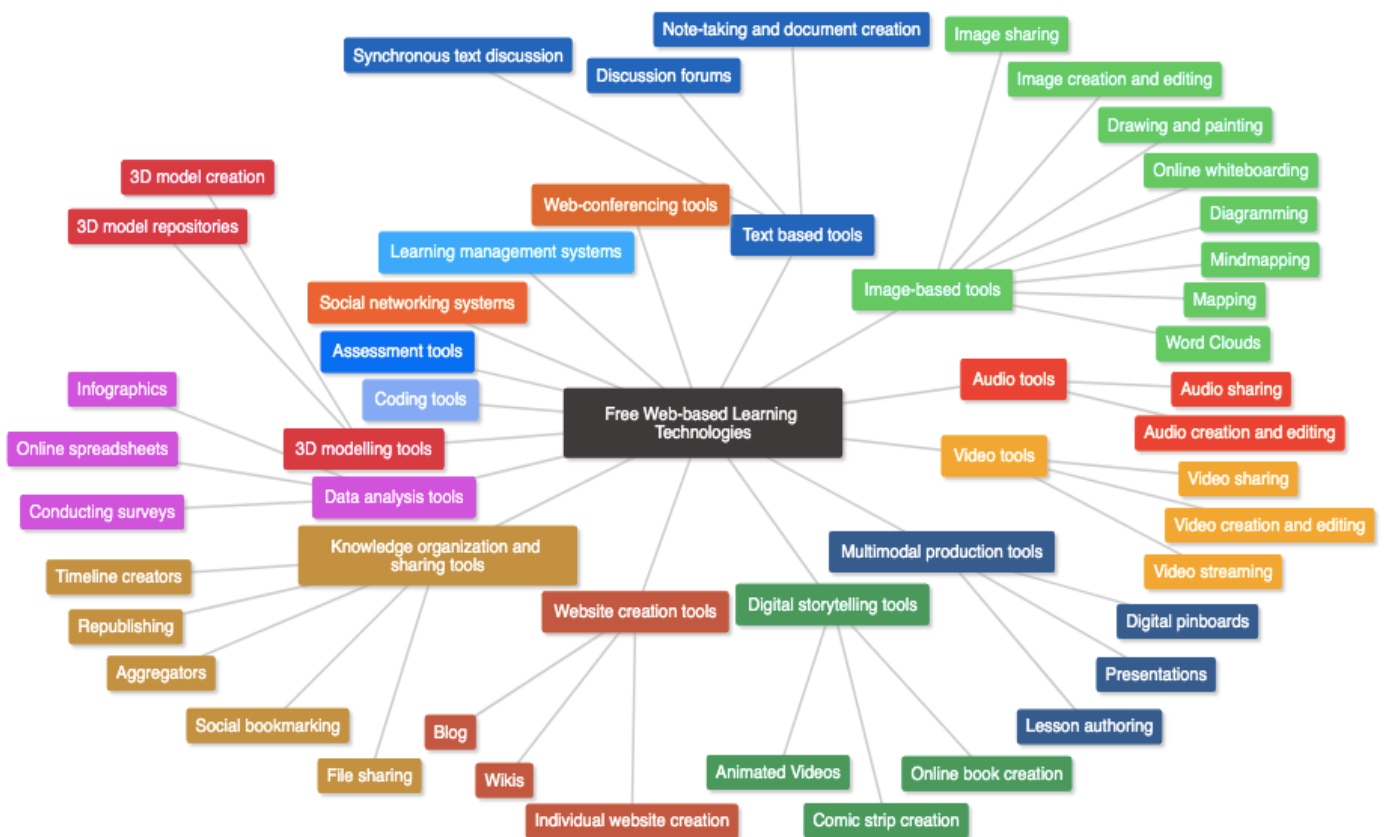 Note-taking and document creation
Image sharing
Synchronous text discussion
Discussion forums
Image creation and editing
Drawing and painting
Online whiteboarding
3D model creation
3D model repositories
Web-conferencing tools
Text based tools
Diagramming
Learning management systems
Mindmapping
Image-based tools
Mapping
Social networking systems
Word Clouds
Assessment tools
Audio tools
Infographics
Coding tools
Audio sharing
Free Web-based Learning
Technologies
Audio creation and editing
Online spreadsheets
3D modelling tools
Video tools
Video sharing
Data analysis tools
Conducting surveys
Video creation and editing
Knowledge organization and
sharing tools
Multimodal production tools
Timeline creators
Video streaming
Website creation tools
Digital storytelling tools
Digital pinboards
Republishing
Aggregators
Presentations
Social bookmarking
Lesson authoring
Blog
File sharing
Wikis
Animated Videos
Online book creation
Individual website creation
Comic strip creation